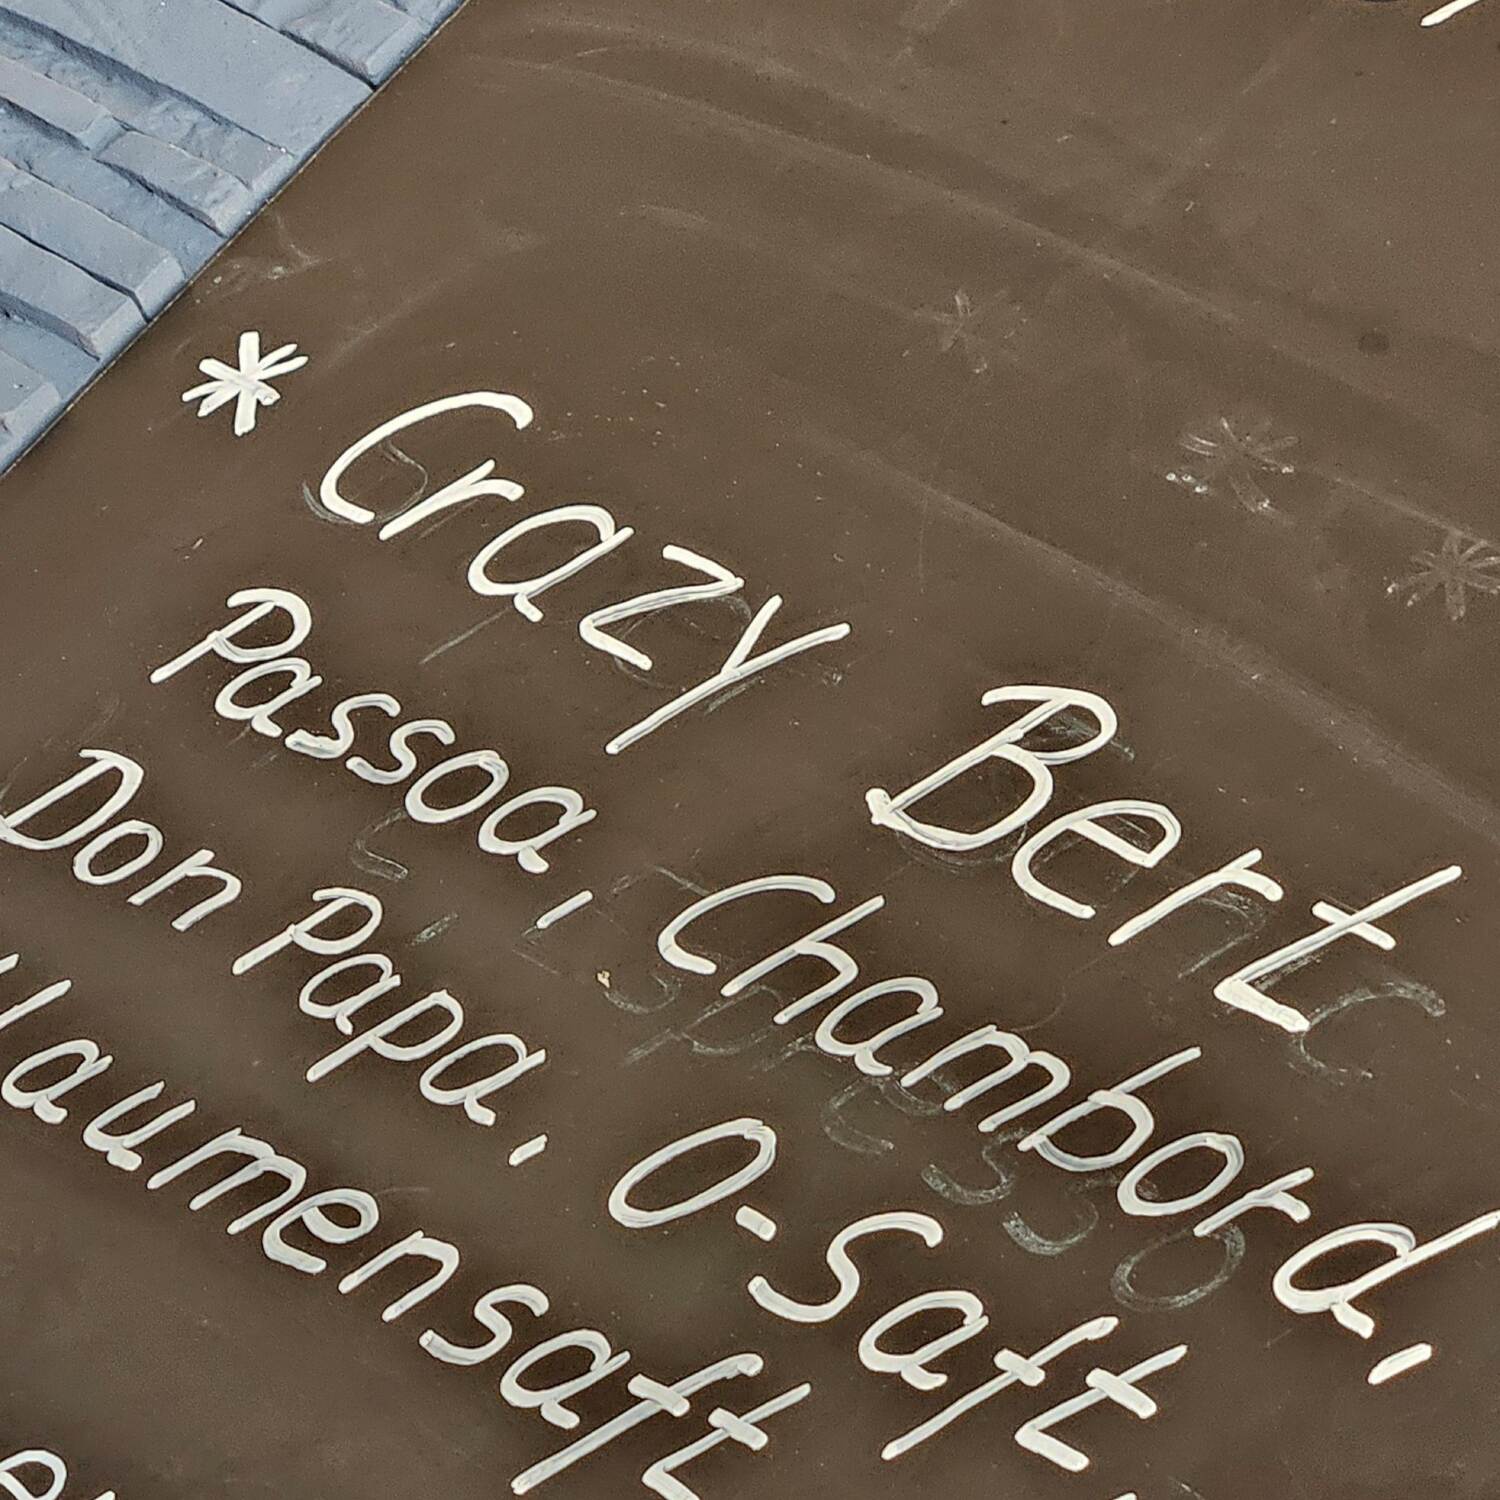 * Crazy Bert
Passoa, Chambord,
Don Papa, O-Saft,
laumensaft